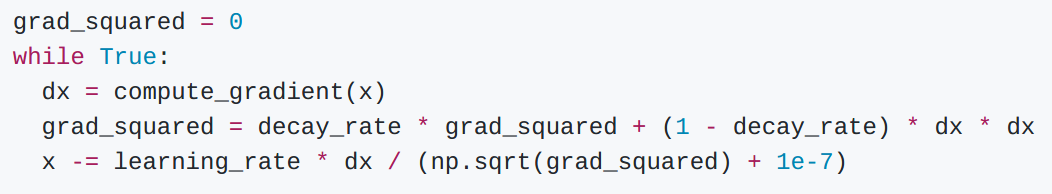 grad_squared = 0
while True:
  dx = compute_gradient(x)
  grad_squared = decay_rate * grad_squared + (1 - decay_rate) * dx * dx
  x -= learning_rate * dx / (np.sqrt(grad_squared) + 1e-7)